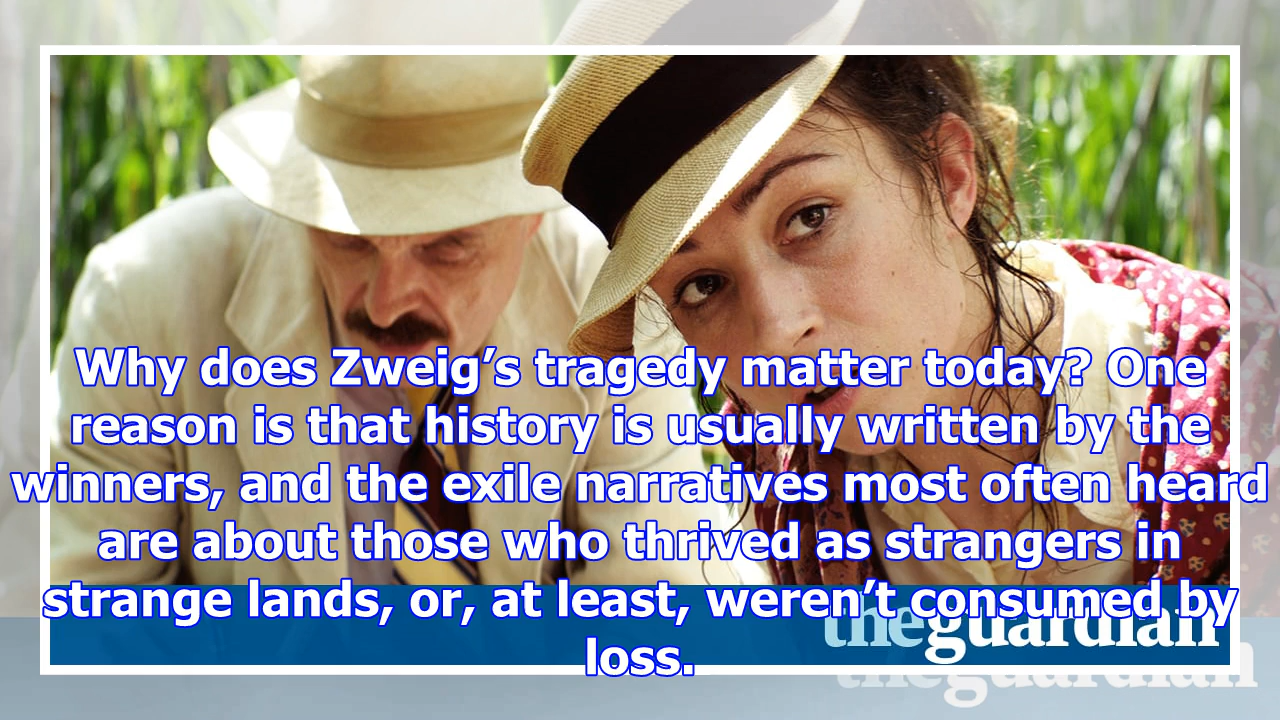 Why does Zweig’s tragedy matter today? One
reason is that history is usually written by the
winners, and the exile narratives most often heard
are about those who thrived as strangers in
strange lands, or, at least, weren’t consumed by
loss.
theguardian
theguardian